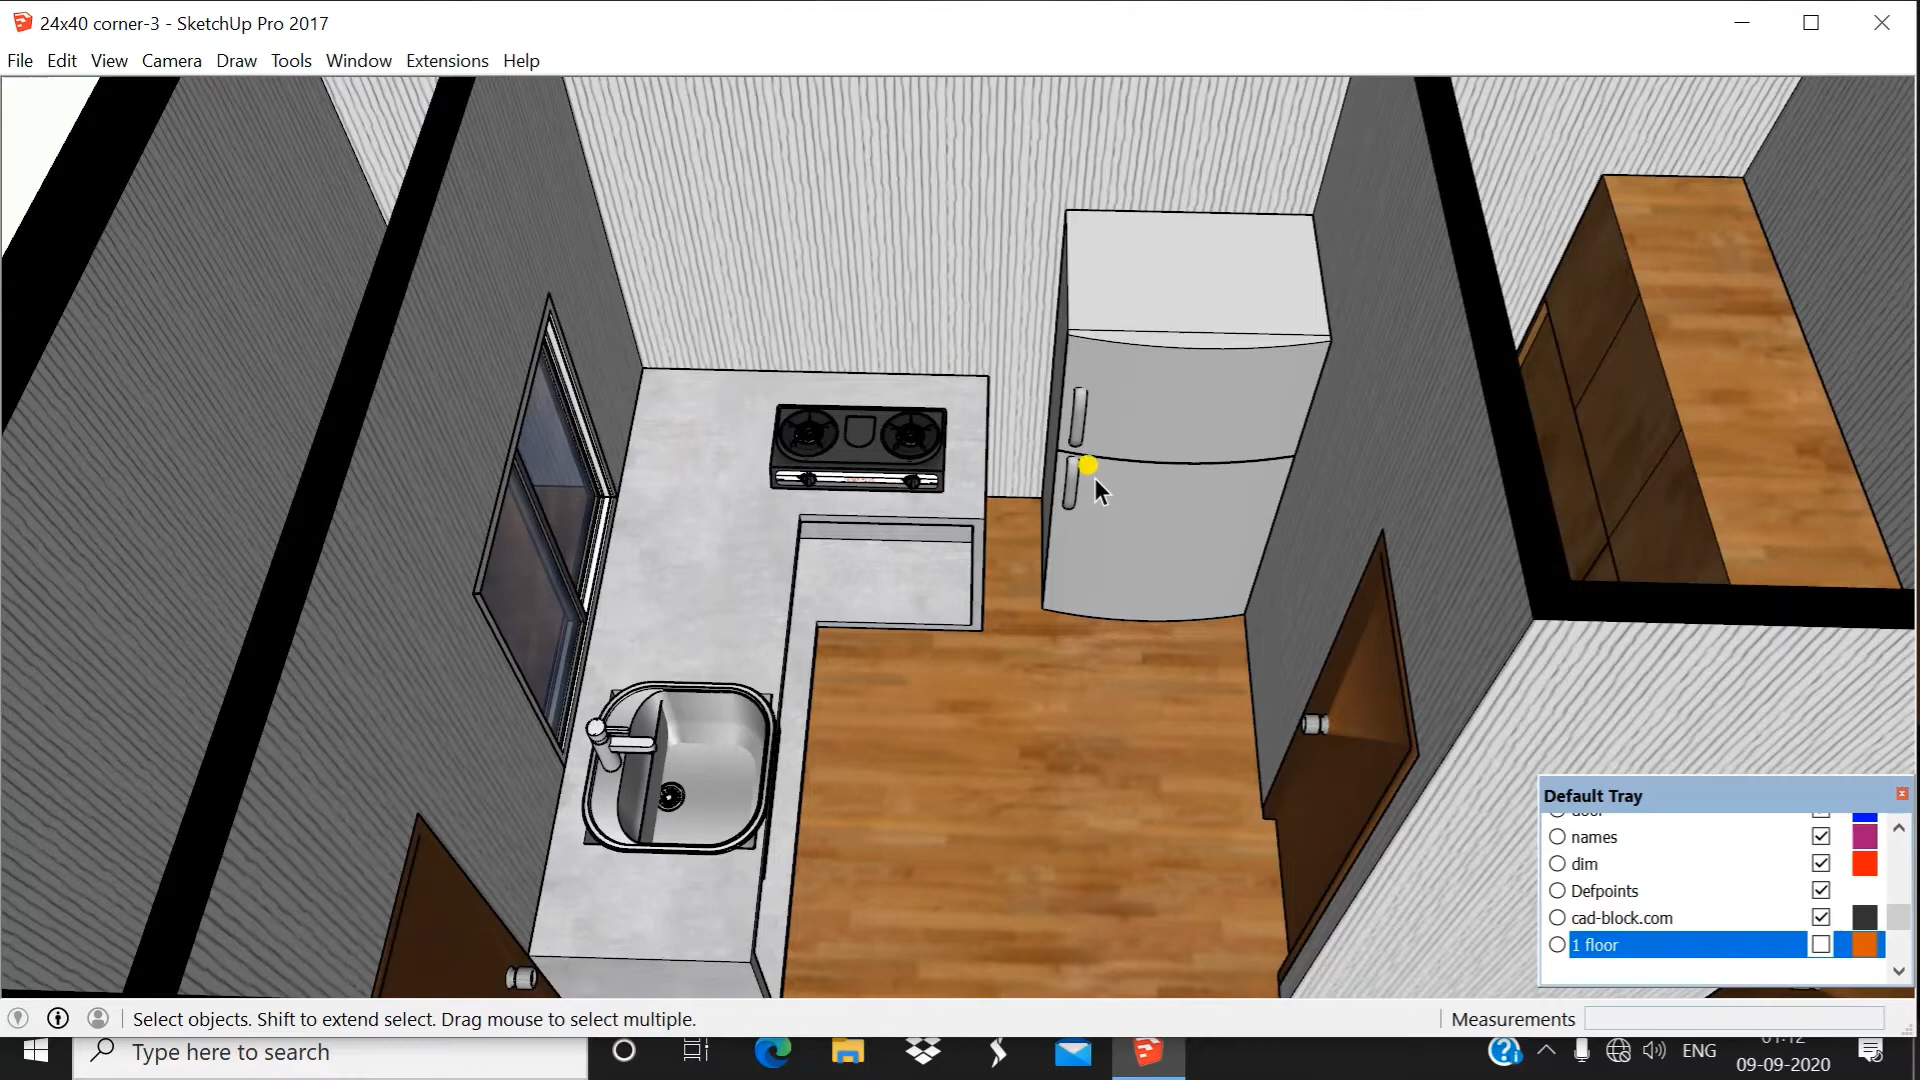 24x40 corner-3 - SketchUp Pro 2017
File Edit View Camera Draw Tools Window Extensions Help
Default Tray
names
dim
Defpoints
cad-block.com
1 floor
Select objects. Shift to extend select. Drag mouse to select multiple.
Measurements
Type here to search
ENG
09-09-2020